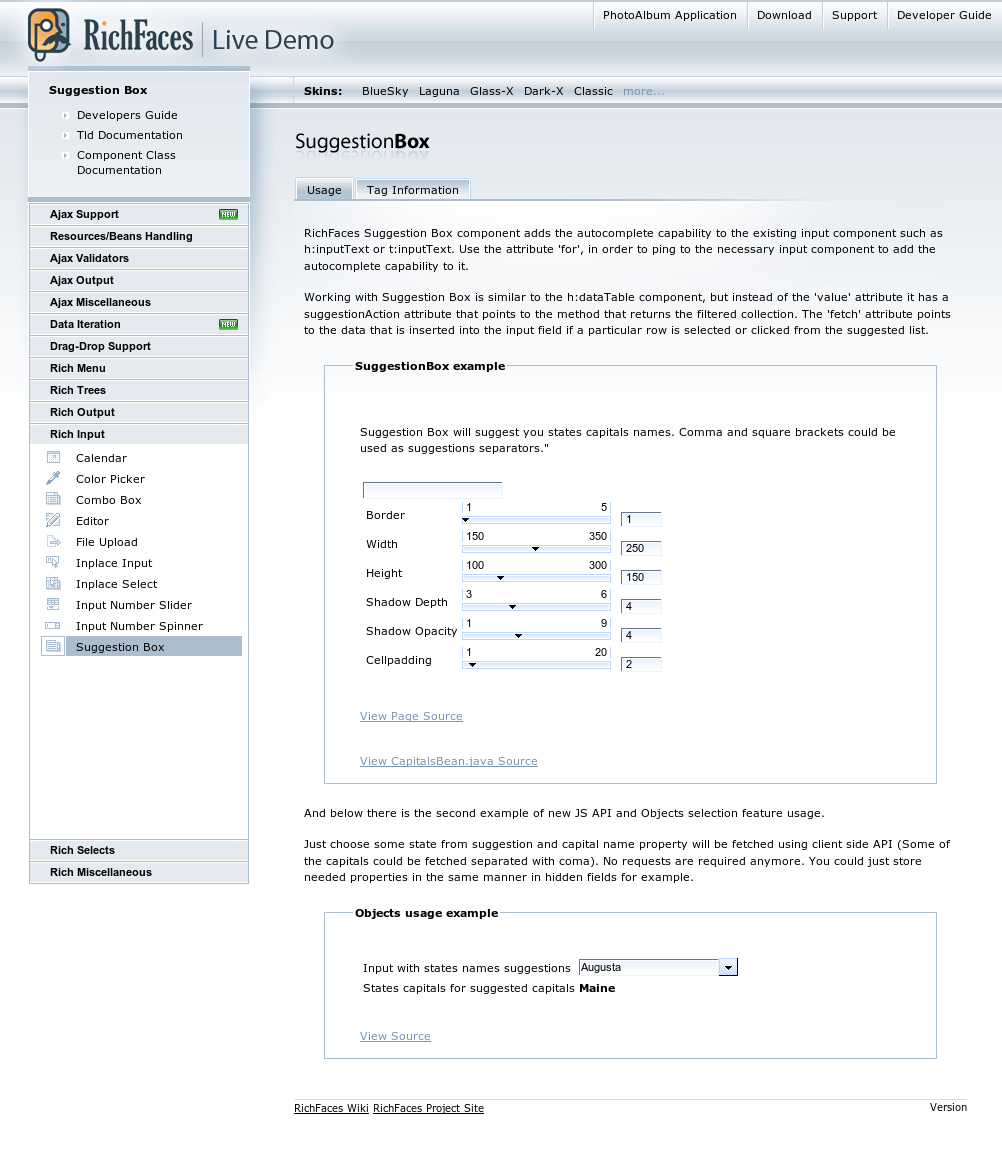 PhotoAlbum Application Download Support Developer Guide
RichFaces Live Demo
Skins: BlueSky Laguna Glass-X Dark-X Classic more...
Suggestion Box
Developers Guide
Tld Documentation
Component Class
Documentation
Ajax Support NEW
Resources/Beans Handling
Ajax Validators
Ajax Output
Ajax Miscellaneous
Data Iteration NEW
Drag-Drop Support
Rich Menu
Rich Trees
Rich Output
Rich Input
Calendar
Color Picker
Combo Box
Editor
File Upload
Inplace Input
Inplace Select
Input Number Slider
Input Number Spinner
Suggestion Box
Rich Selects
Rich Miscellaneous
SuggestionBox
Usage Tag Information
RichFaces Suggestion Box component adds the autocomplete capability to the existing input component such as
h:inputText or t:inputText. Use the attribute 'for', in order to ping to the necessary input component to add the
autocomplete capability to it.
Working with Suggestion Box is similar to the h:dataTable component, but instead of the 'value' attribute it has a
suggestionAction attribute that points to the method that returns the filtered collection. The 'fetch' attribute points
to the data that is inserted into the input field if a particular row is selected or clicked from the suggested list.
SuggestionBox example
Suggestion Box will suggest you states capitals names. Comma and square brackets could be
used as suggestions separators."
Border 1 5 1
Width 150 350 250
Height 100 300 150
Shadow Depth 3 6 4
Shadow Opacity 1 9 4
Cellpadding 1 20 2
View Page Source
View CapitalsBean.java Source
And below there is the second example of new JS API and Objects selection feature usage.
Just choose some state from suggestion and capital name property will be fetched using client side API (Some of
the capitals could be fetched separated with coma). No requests are required anymore. You could just store
needed properties in the same manner in hidden fields for example.
Objects usage example
Input with states names suggestions Augusta
States capitals for suggested capitals Maine
View Source
RichFaces Wiki RichFaces Project Site Version